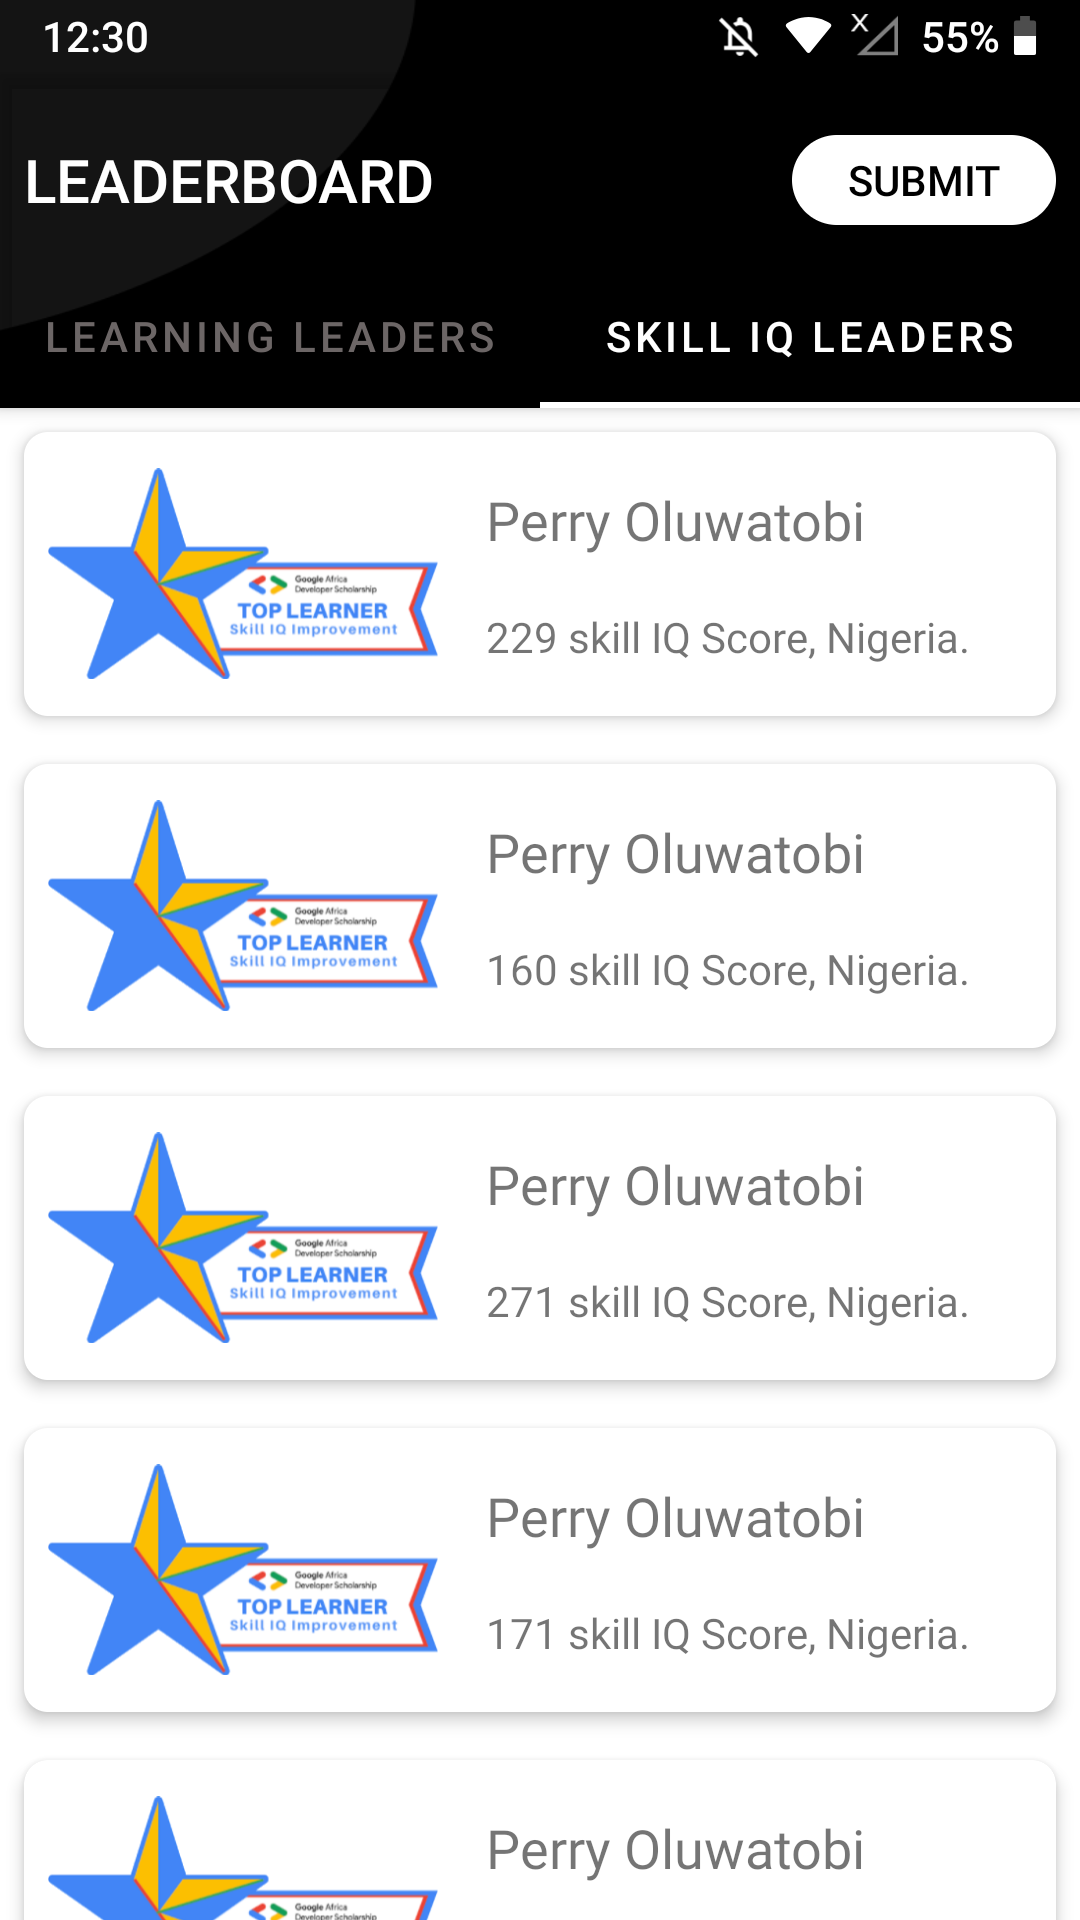 12:30
55%
LEADERBOARD
SUBMIT
LEARNING LEADERS
SKILL IQ LEADERS
Perry Oluwatobi
Google Africa
Developer Scholarship
TOP LEARNER
Skill IQ Improvement
229 skill IQ Score, Nigeria.
Perry Oluwatobi
Google Africa
Developer Scholarship
TOP LEARNER
Skill IQ Improvement
160 skill IQ Score, Nigeria.
Perry Oluwatobi
Google Africa
Developer Scholarship
TOP LEARNER
Skill IQ Improvement
271 skill IQ Score, Nigeria.
Perry Oluwatobi
Google Africa
Developer Scholarship
TOP LEARNER
Skill IQ Improvement
171 skill IQ Score, Nigeria.
Perry Oluwatobi
Google Africa
Developer Scholarship